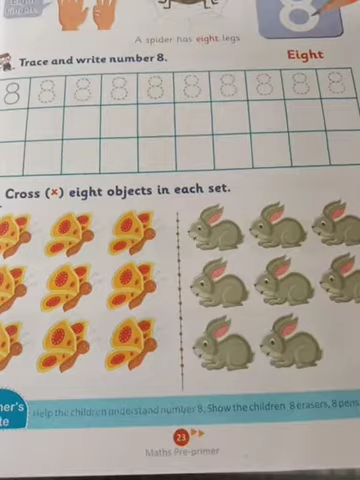 A spider has eight legs
8
Trace and write number 8.
Eight
8 8 8 8 8 8 8 8 8 8
Cross (×) eight objects in each set.
Help the children understand number 8. Show the children 8 erasers, 8 pens
23
Maths Pre-primer